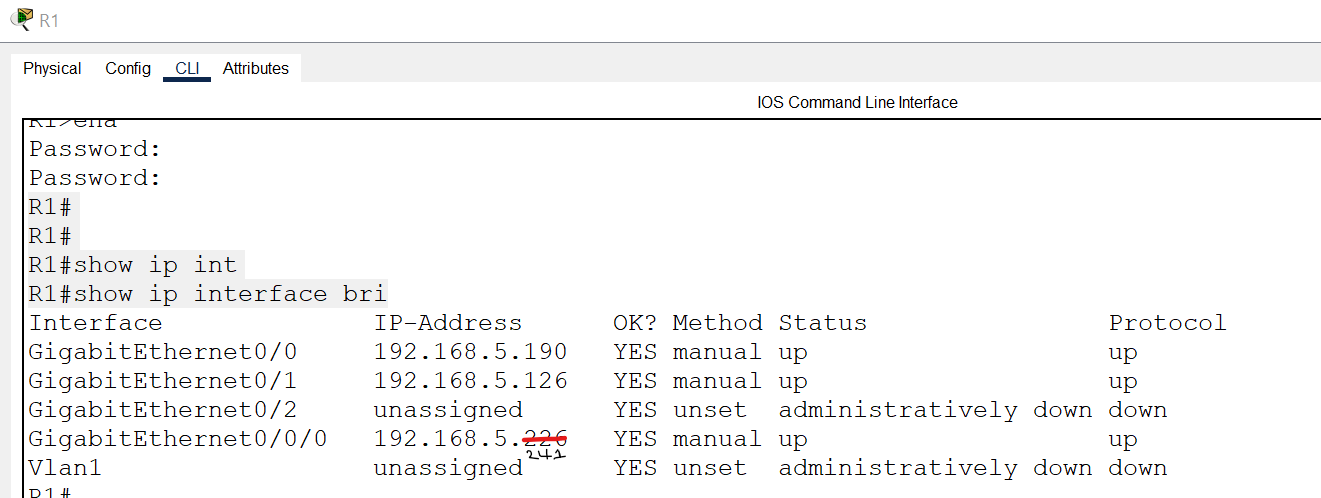 R1
Physical Config CLI Attributes
IOS Command Line Interface
R1>ena
Password:
Password:
R1#
R1#
R1#show ip int
R1#show ip interface bri
Interface IP-Address OK? Method Status Protocol
GigabitEthernet0/0 192.168.5.190 YES manual up up
GigabitEthernet0/1 192.168.5.126 YES manual up up
GigabitEthernet0/2 unassigned YES unset administratively down down
GigabitEthernet0/0/0 192.168.5.226 YES manual up up
241
Vlan1 unassigned YES unset administratively down down
R1#